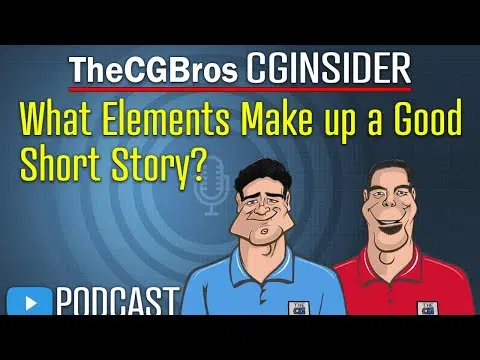 TheCGBros CGINSIDER
What Elements Make up a Good
Short Story?
PODCAST